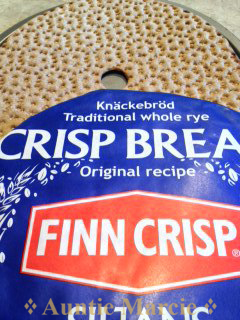 Knäckebröd
Traditional whole rye
CRISP BREA
Original recipe
FINN CRISP®
Auntie Marcie